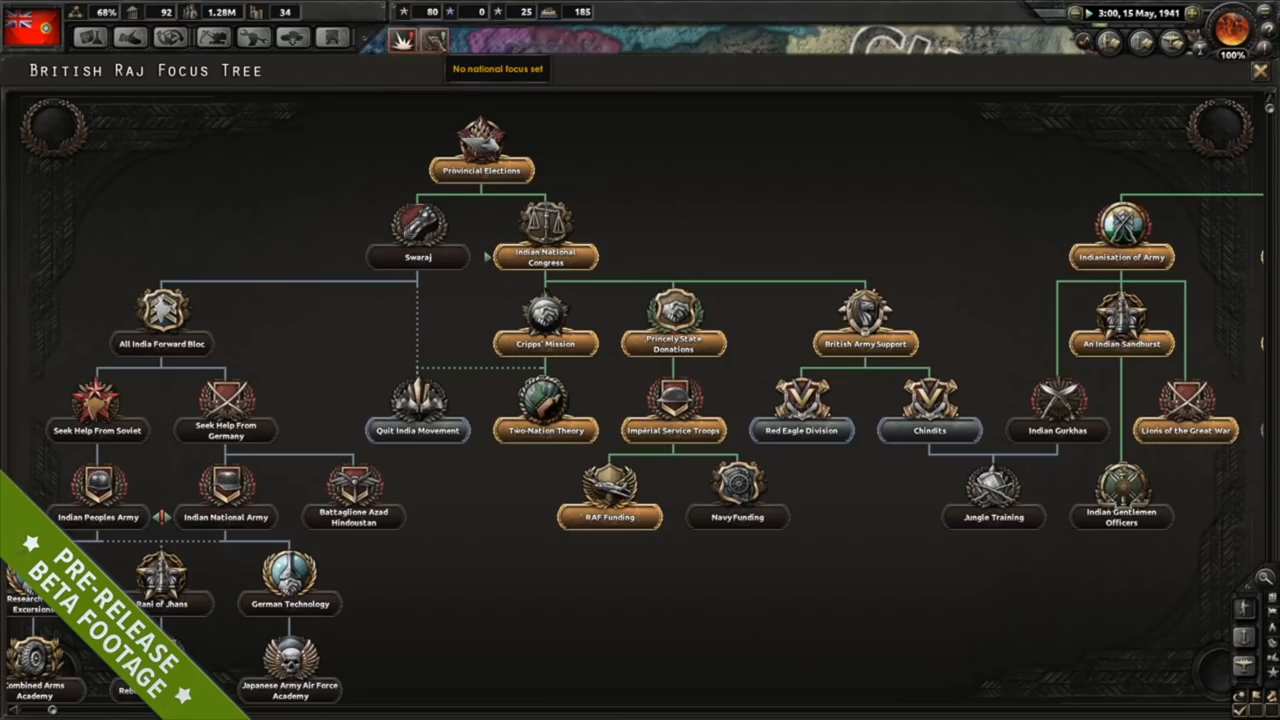 68%
92
1.28M
34
80
0
25
185
3:00, 15 May, 1941
100%
British Raj Focus Tree
No national focus set
Provincial Elections
Swaraj
Indian National
Congress
Indianisation of Army
All India Forward Bloc
Cripps' Mission
Princely State
Donations
British Army Support
An Indian Sandhurst
Seek Help From Soviet
Seek Help From
Germany
Quit India Movement
Two-Nation Theory
Imperial Service Troops
Red Eagle Division
Chindits
Indian Gurkhas
Lions of the Great War
Indian Peoples Army
Indian National Army
Battaglione Azad
Hindoustan
RAF Funding
Navy Funding
Jungle Training
Indian Gentlemen
Officers
Excursions
Rani of Jhans
German Technology
Combined Arms
Academy
Japanese Army Air Force
Academy
PRE-RELEASE
BETA FOOTAGE